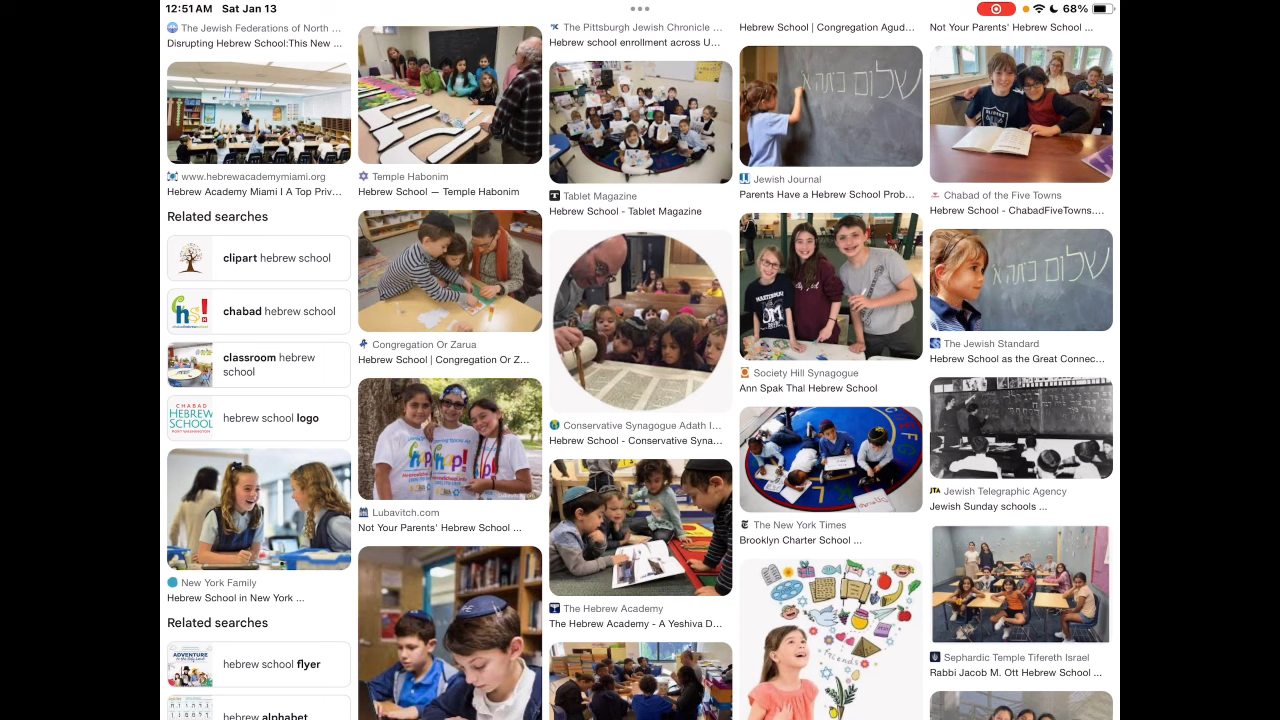 12:51 AM Sat Jan 13
68%
The Jewish Federations of North ...
Disrupting Hebrew School:This New ...
www.hebrewacademymiami.org
Hebrew Academy Miami I A Top Priv...
Related searches
clipart hebrew school
chabad hebrew school
classroom hebrew
school
CHABAD
HEBREW
SCHOOL
hebrew school logo
New York Family
Hebrew School in New York ...
Related searches
ADVENTURE
hebrew school flyer
hebrew alphabet
Temple Habonim
Hebrew School — Temple Habonim
Congregation Or Zarua
Hebrew School | Congregation Or Z...
Lubavitch.com
Not Your Parents' Hebrew School ...
The Pittsburgh Jewish Chronicle ...
Hebrew school enrollment across U...
Tablet Magazine
Hebrew School - Tablet Magazine
Conservative Synagogue Adath I...
Hebrew School - Conservative Syna...
The Hebrew Academy
The Hebrew Academy - A Yeshiva D...
Hebrew School | Congregation Agud...
שלום כתה א
Jewish Journal
Parents Have a Hebrew School Prob...
Society Hill Synagogue
Ann Spak Thal Hebrew School
The New York Times
Brooklyn Charter School ...
Friends
Not Your Parents' Hebrew School ...
Chabad of the Five Towns
Hebrew School - ChabadFiveTowns....
שלום כתה א
The Jewish Standard
Hebrew School as the Great Connec...
JTA Jewish Telegraphic Agency
Jewish Sunday schools ...
Sephardic Temple Tifereth Israel
Rabbi Jacob M. Ott Hebrew School ...